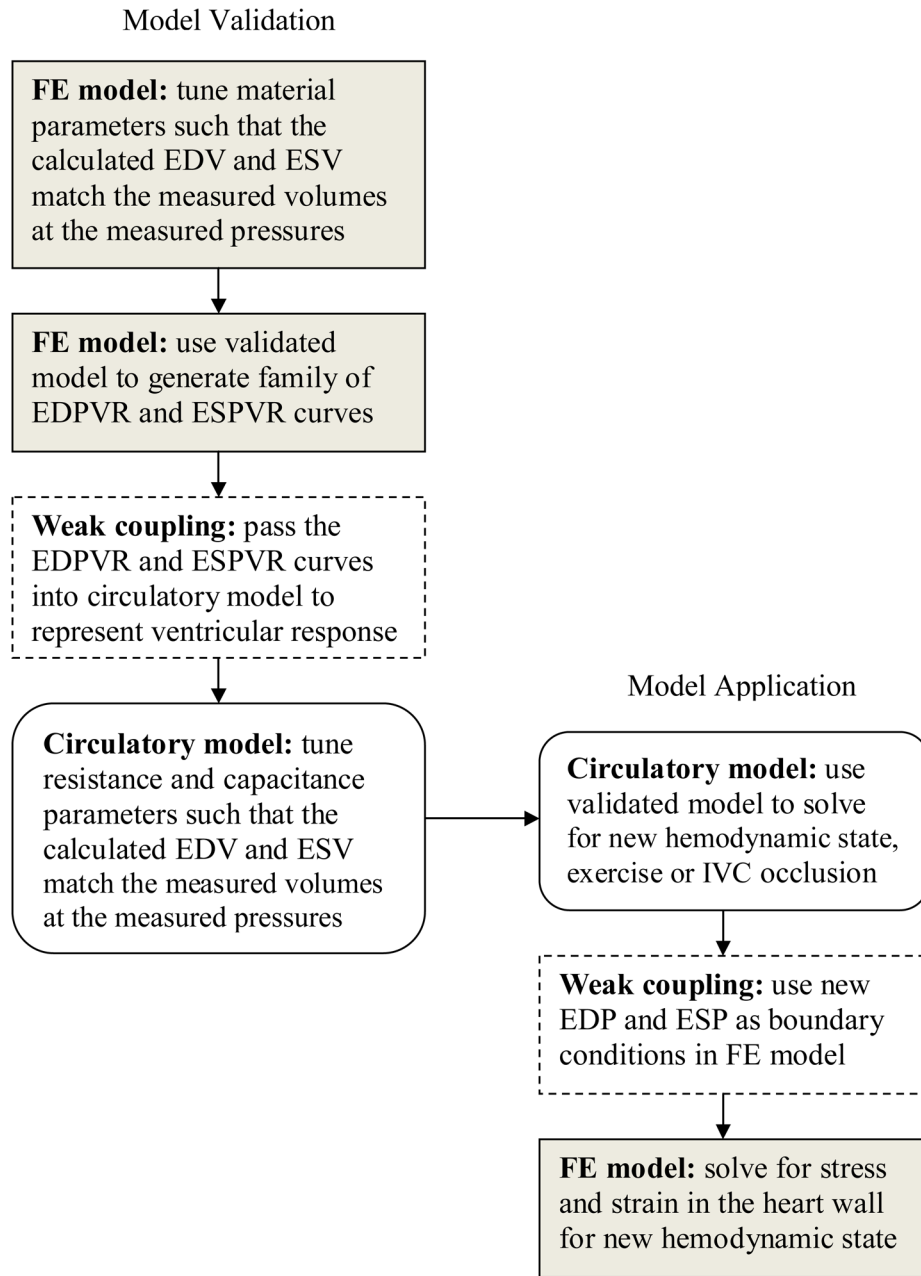 Model Validation
FE model: tune material
parameters such that the
calculated EDV and ESV
match the measured volumes
at the measured pressures
FE model: use validated
model to generate family of
EDPVR and ESPVR curves
Weak coupling: pass the
EDPVR and ESPVR curves
into circulatory model to
represent ventricular response
Circulatory model: tune
resistance and capacitance
parameters such that the
calculated EDV and ESV
match the measured volumes
at the measured pressures
Model Application
Circulatory model: use
validated model to solve
for new hemodynamic state,
exercise or IVC occlusion
Weak coupling: use new
EDP and ESP as boundary
conditions in FE model
FE model: solve for stress
and strain in the heart wall
for new hemodynamic state